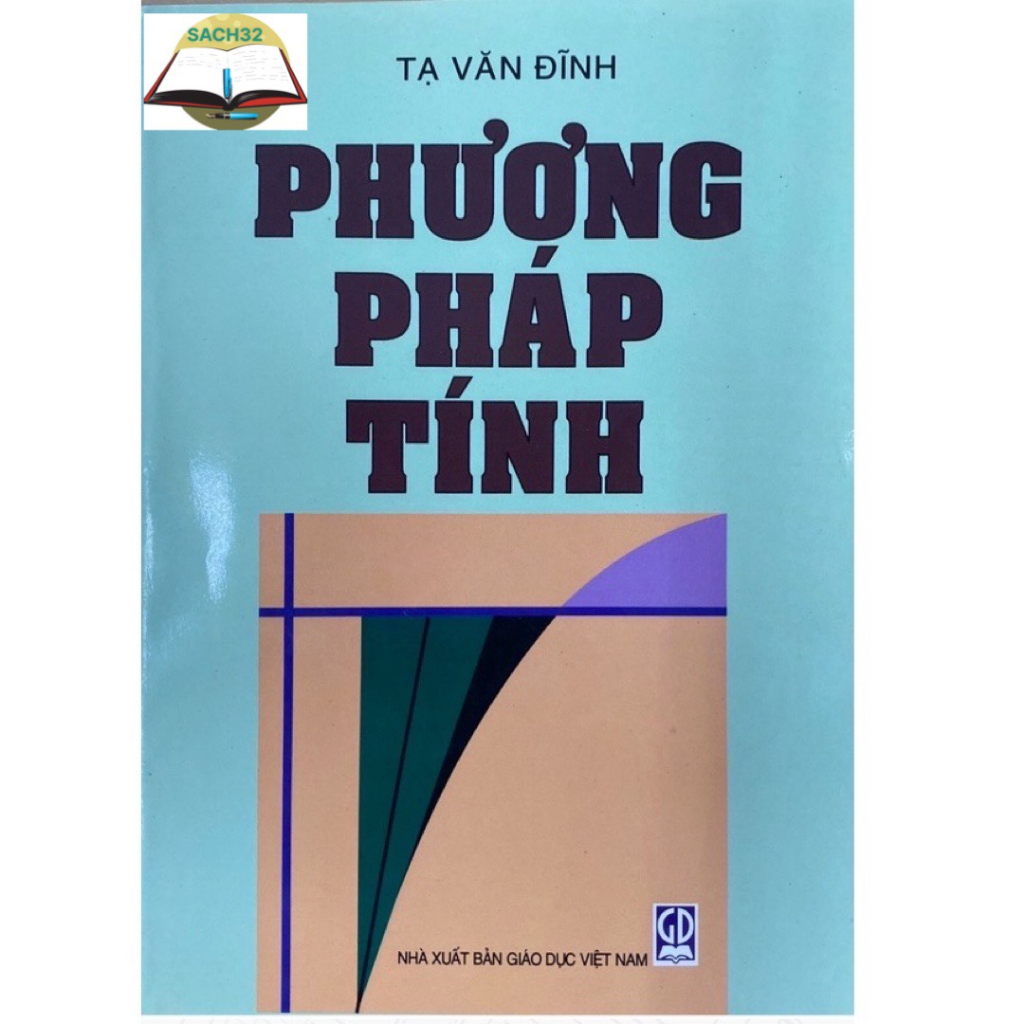 SACH32
TẠ VĂN ĐĨNH
PHƯƠNG
PHÁP
TÍNH
GD
NHÀ XUẤT BẢN GIÁO DỤC VIỆT NAM